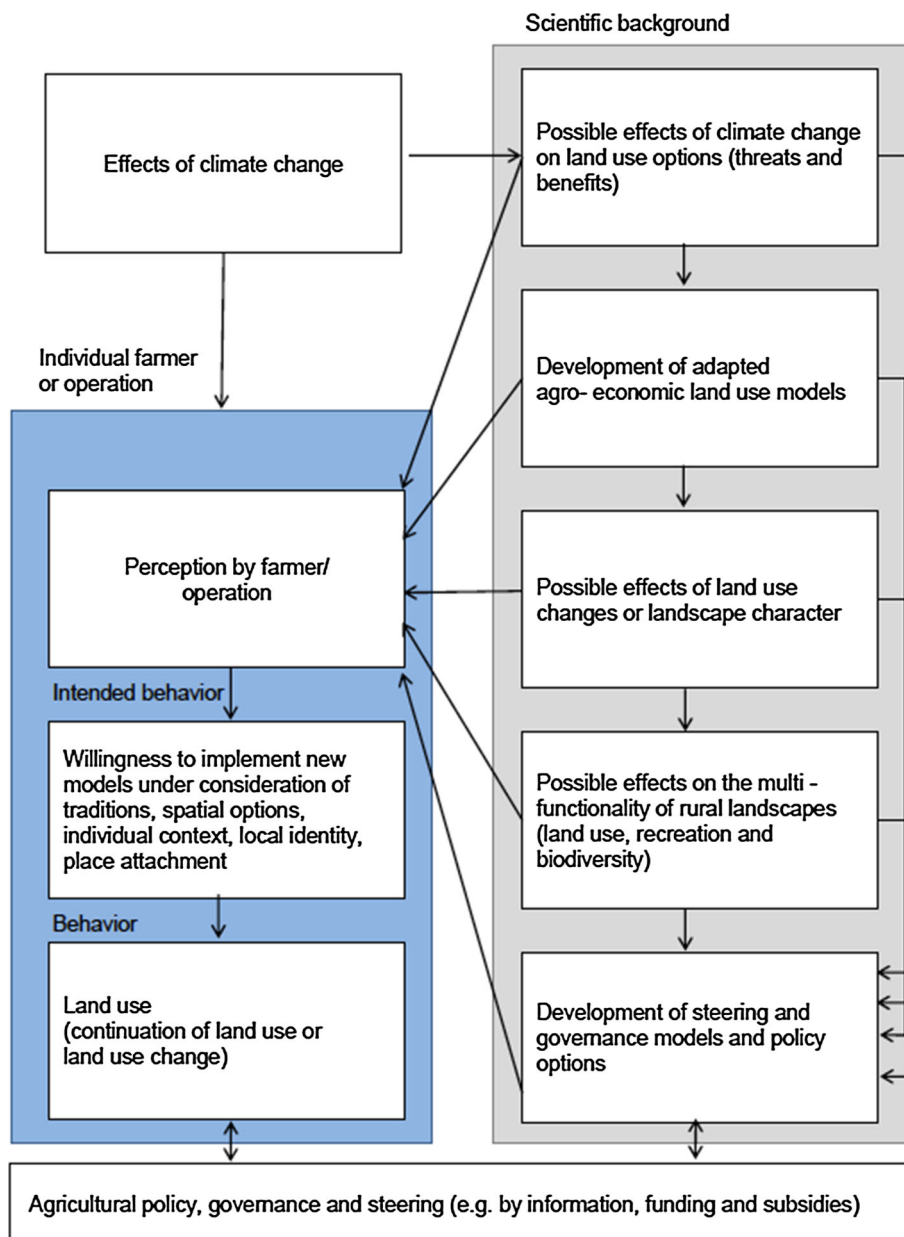 Scientific background
Effects of climate change
Possible effects of climate change
on land use options (threats and
benefits)
Development of adapted
agro- economic land use models
Individual farmer
or operation
Perception by farmer/
operation
Possible effects of land use
changes or landscape character
Intended behavior
Willingness to implement new
models under consideration of
traditions, spatial options,
individual context, local identity,
place attachment
Possible effects on the multi -
functionality of rural landscapes
(land use, recreation and
biodiversity)
Behavior
Land use
(continuation of land use or
land use change)
Development of steering and
governance models and policy
options
Agricultural policy, governance and steering (e.g. by information, funding and subsidies)